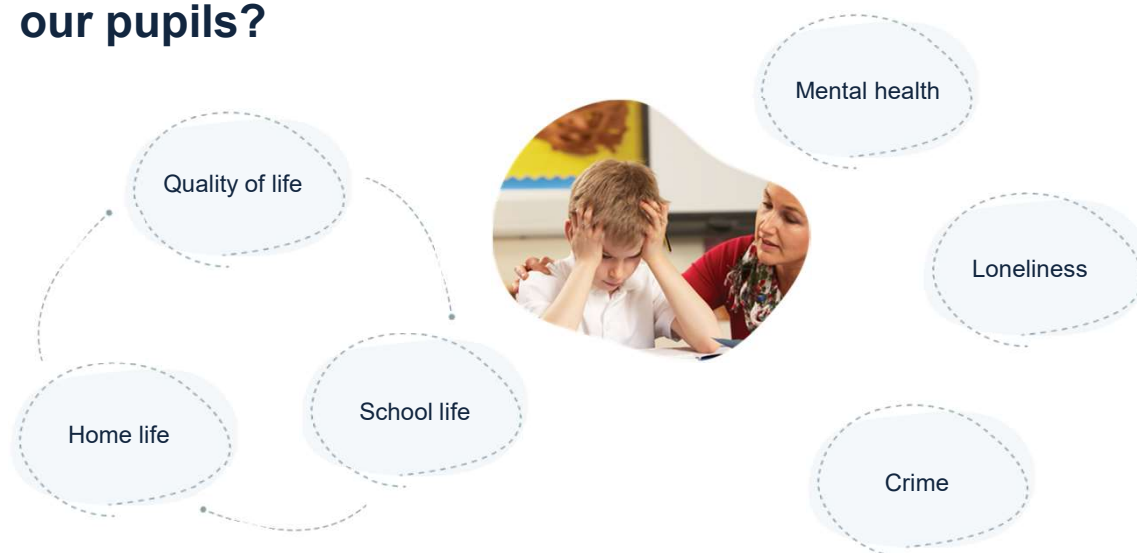 our pupils?
Mental health
Quality of life
Loneliness
School life
Home life
Crime